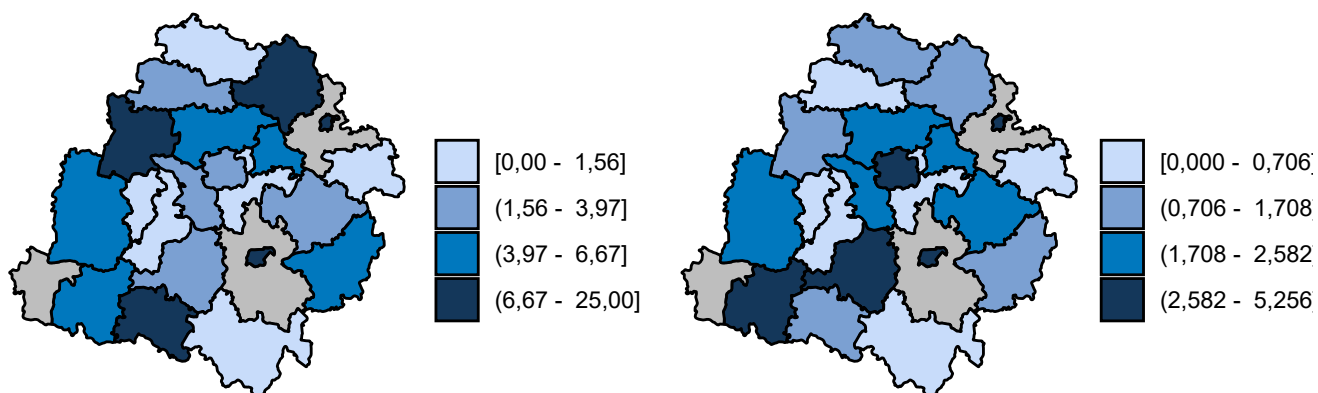 [0,00 - 1,56]
(1,56 - 3,97]
(3,97 - 6,67]
(6,67 - 25,00]
[0,000 - 0,706]
(0,706 - 1,708]
(1,708 - 2,582]
(2,582 - 5,256]